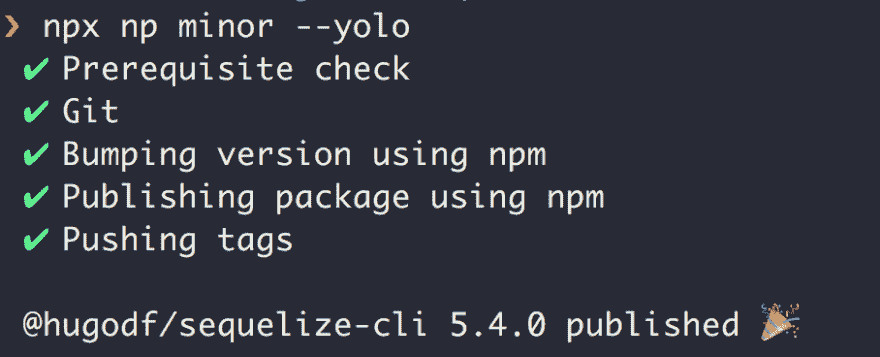 ❯ npx np minor --yolo
✔ Prerequisite check
✔ Git
✔ Bumping version using npm
✔ Publishing package using npm
✔ Pushing tags
@hugodf/sequelize-cli 5.4.0 published 🎉